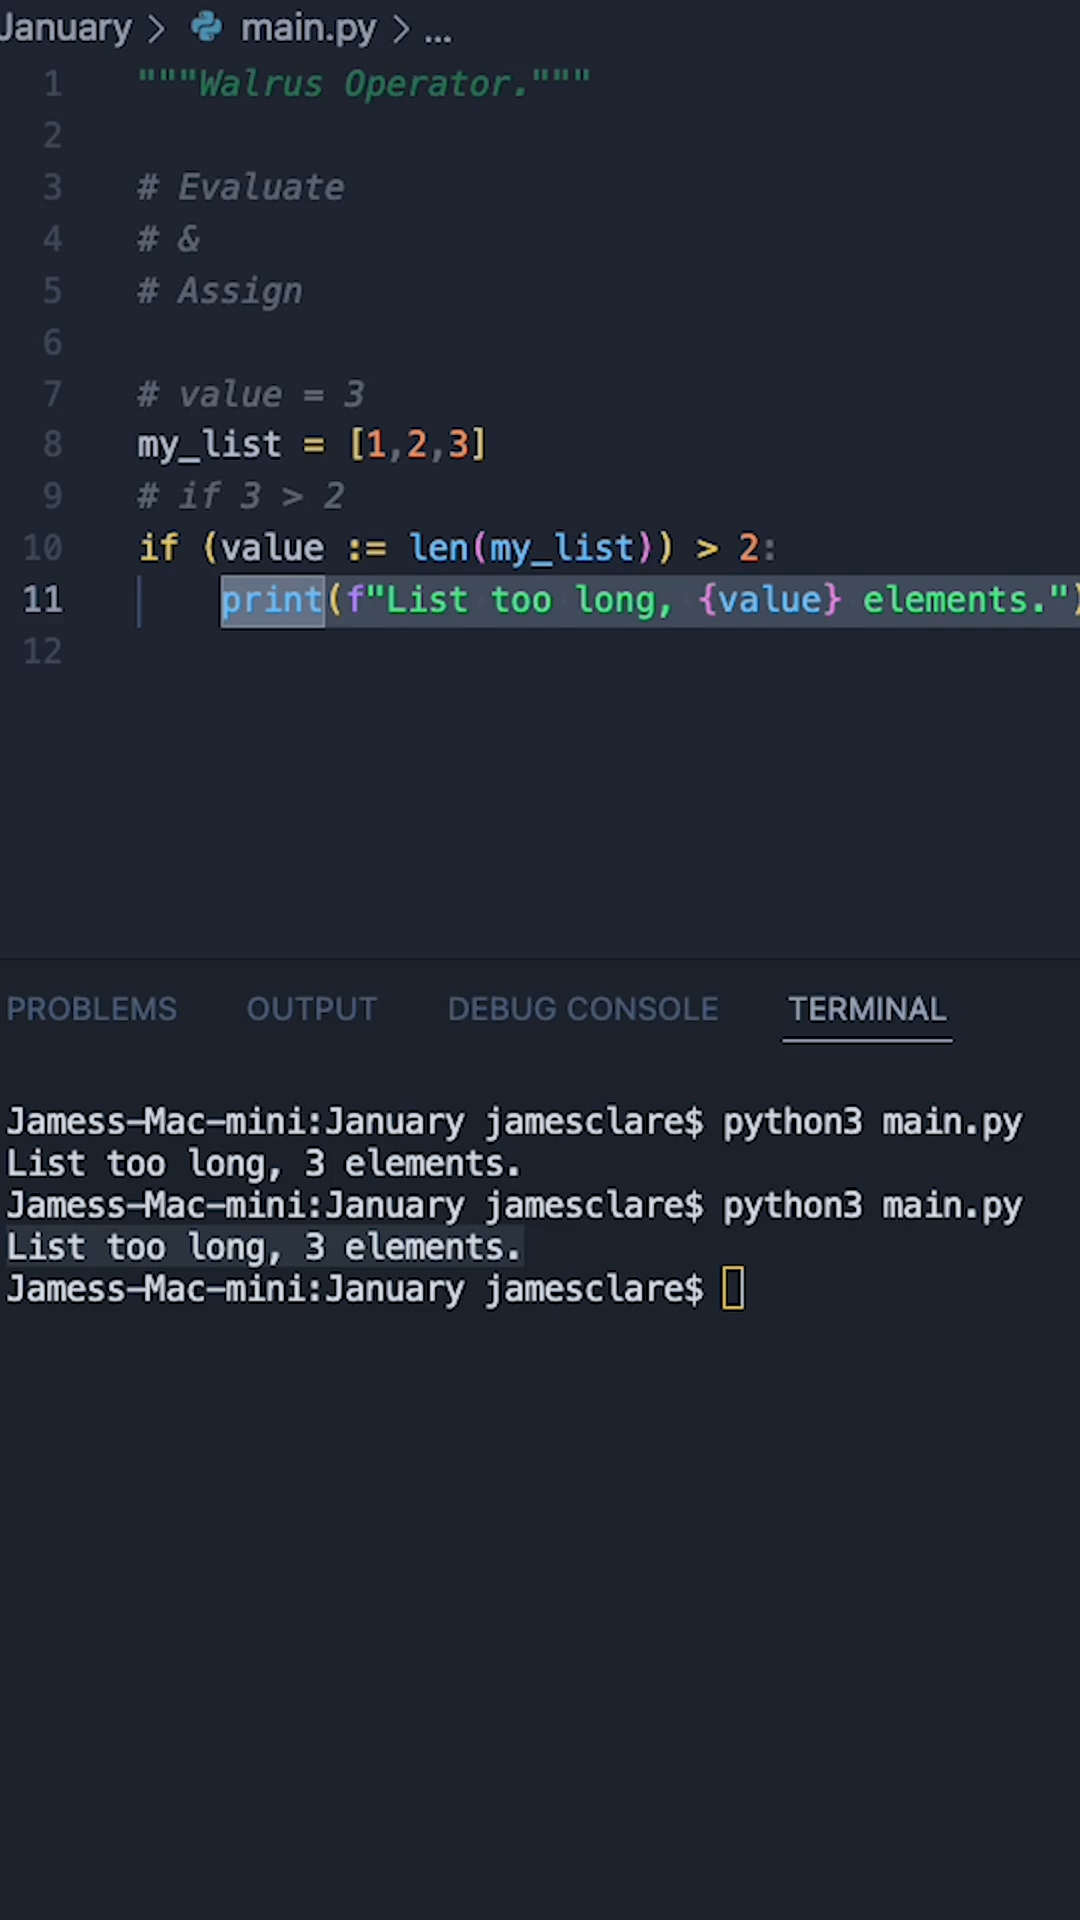 January > main.py > ...
1 """Walrus Operator."""
2
3 # Evaluate
4 # &
5 # Assign
6
7 # value = 3
8 my_list = [1,2,3]
9 # if 3 > 2
10 if (value := len(my_list)) > 2:
11 print(f"List too long, {value} elements.")
12
PROBLEMS OUTPUT DEBUG CONSOLE TERMINAL
Jamess-Mac-mini:January jamesclare$ python3 main.py
List too long, 3 elements.
Jamess-Mac-mini:January jamesclare$ python3 main.py
List too long, 3 elements.
Jamess-Mac-mini:January jamesclare$